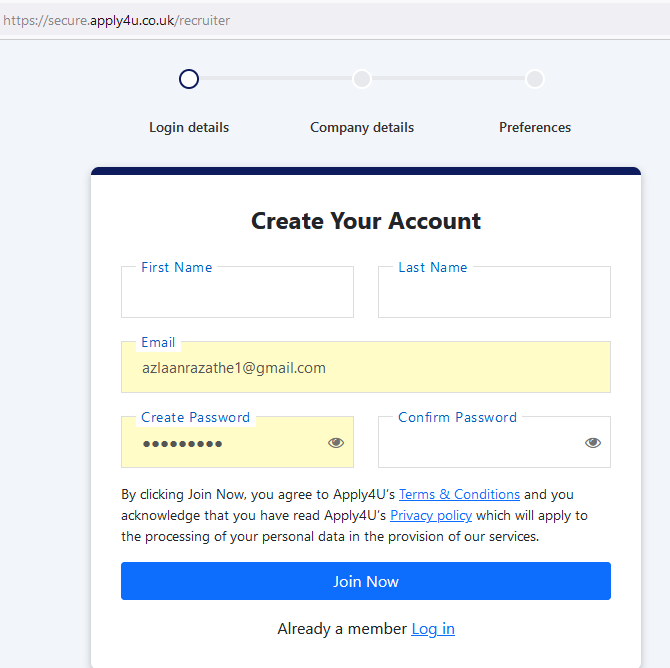 https://secure.apply4u.co.uk/recruiter
Login details Company details Preferences
Create Your Account
First Name Last Name
Email
azlaanrazathe1@gmail.com
Create Password Confirm Password
•••••••••
By clicking Join Now, you agree to Apply4U's Terms & Conditions and you
acknowledge that you have read Apply4U's Privacy policy which will apply to
the processing of your personal data in the provision of our services.
Join Now
Already a member Log in